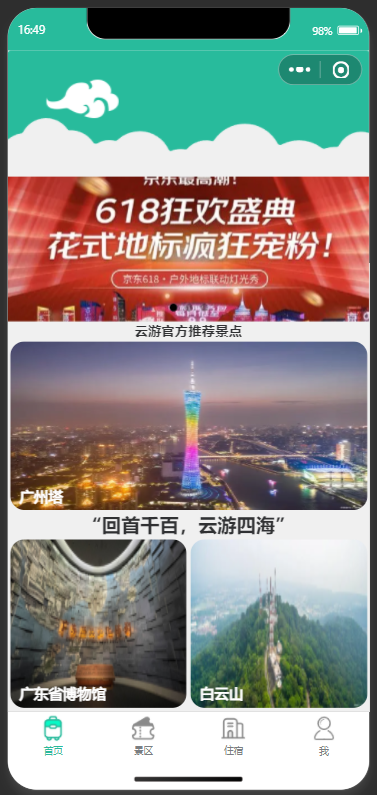 16:49
98%
京东最高潮！
618狂欢盛典
花式地标疯狂宠粉！
京东618·户外地标联动灯光秀
云游官方推荐景点
广州塔
“回首千百，云游四海”
广东省博物馆
白云山
首页
景区
住宿
我